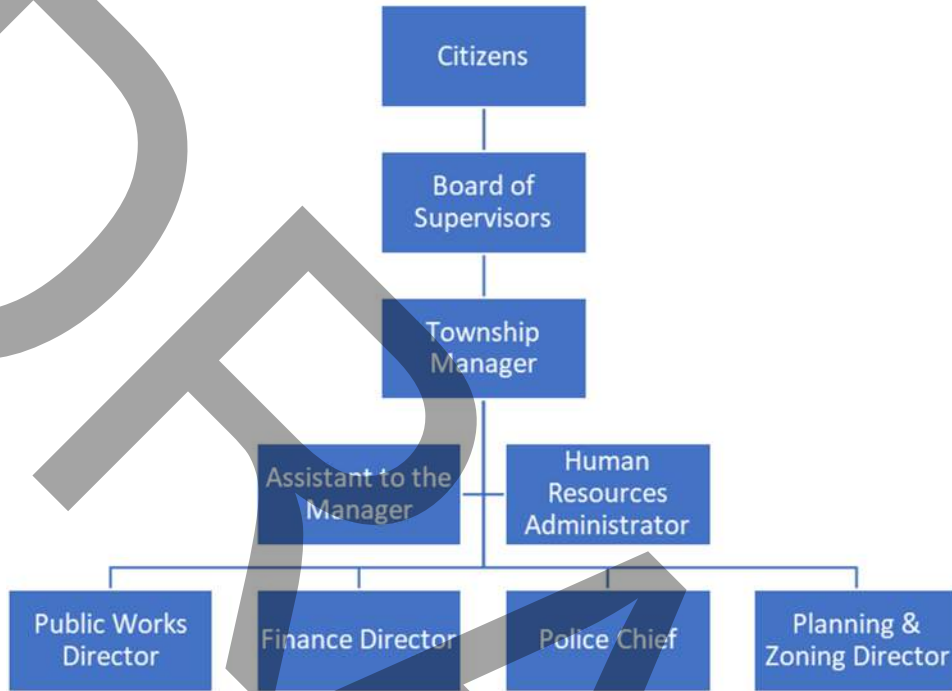 Citizens
Board of
Supervisors
Township
Manager
Assistant to the
Manager
Human
Resources
Administrator
Public Works
Director
Finance Director
Police Chief
Planning &
Zoning Director